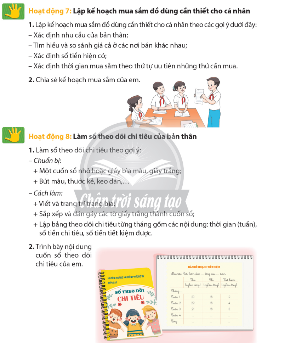 Hoạt động 7: Lập kế hoạch mua sắm đồ dùng cần thiết cho cá nhân
1. Lập kế hoạch mua sắm đồ dùng cần thiết cho cá nhân theo các gợi ý dưới đây.
– Xác định nhu cầu của bản thân;
– Tìm hiểu và so sánh giá cả ở các nơi bán khác nhau;
– Xác định số tiền hiện có;
– Xác định thời gian mua sắm theo thứ tự ưu tiên những thứ cần mua.
2. Chia sẻ kế hoạch mua sắm của em.
Hoạt động 8: Làm sổ theo dõi chi tiêu của bản thân
1. Làm sổ theo dõi chi tiêu theo gợi ý:
– Chuẩn bị:
+ Một cuốn sổ nhỏ hoặc giấy bìa màu, giấy trắng;
+ Bút màu, thước kẻ, kéo dán,...
– Cách làm:
+ Viết và trang trí trang bìa;
+ Sắp xếp và dán gáy các tờ giấy trắng thành cuốn sổ;
+ Lập bảng theo dõi chi tiêu từng tháng gồm các nội dung: thời gian (tuần),
số tiền chi tiêu, số tiền tiết kiệm được.
Chân trời sáng tạo
2. Trình bày nội dung
cuốn sổ theo dõi
chi tiêu của em.
SỔ THEO DÕI
CHI TIÊU